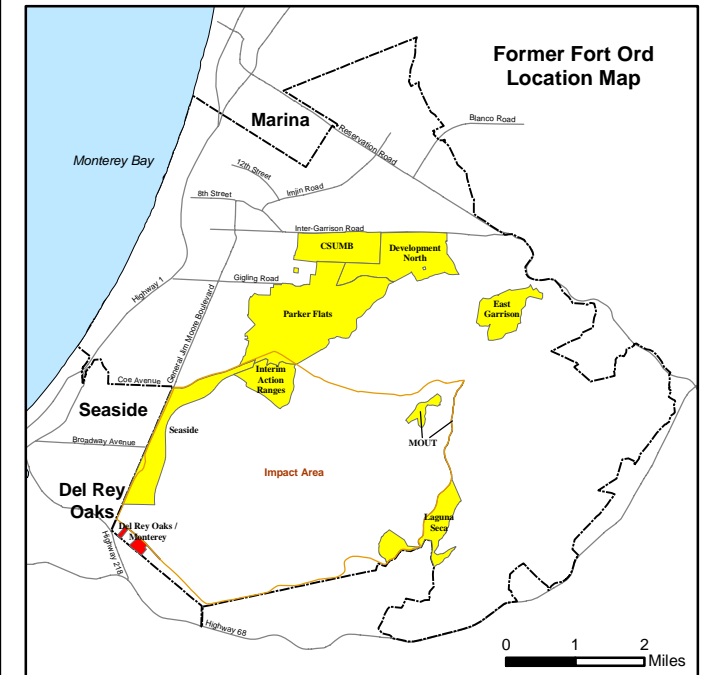 Former Fort Ord
Location Map
Marina
Blanco Road
Reservation Road
Monterey Bay
12th Street
Imjin Road
8th Street
Inter-Garrison Road
CSUMB
Development
North
Gigling Road
Highway 1
East
Garrison
Parker Flats
General Jim Moore Boulevard
Interim
Action
Ranges
Coe Avenue
Seaside
Seaside
Broadway Avenue
MOUT
Impact Area
Del Rey
Oaks
Laguna
Seca
Del Rey Oaks /
Monterey
Highway 218
Highway 68
0 1 2
Miles